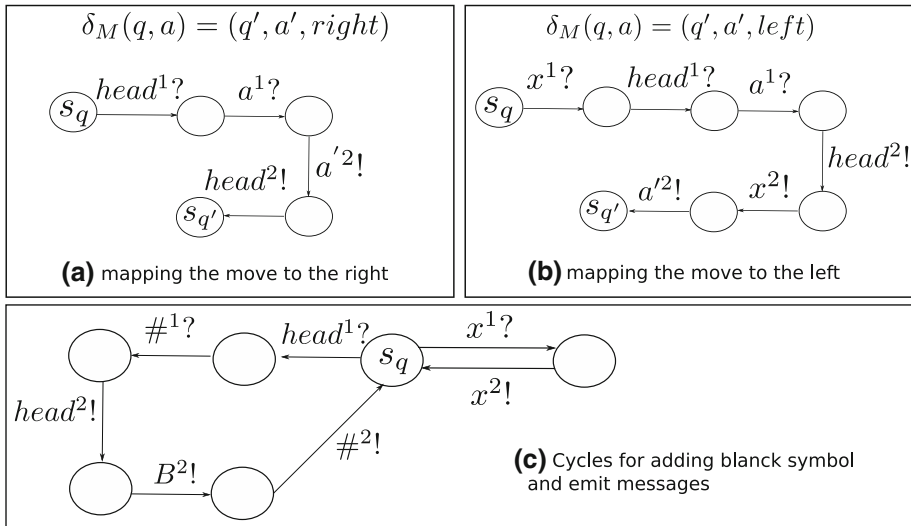 δ_M(q, a) = (q′, a′, right)
head¹? a¹?
s_q
a′²!
head²!
s_q′
(a) mapping the move to the right
δ_M(q, a) = (q′, a′, left)
x¹? head¹? a¹?
s_q
head²!
a′²! x²!
s_q′
(b) mapping the move to the left
#¹? head¹? x¹?
s_q
x²!
head²!
#²!
B²!
(c) Cycles for adding blanck symbol
and emit messages